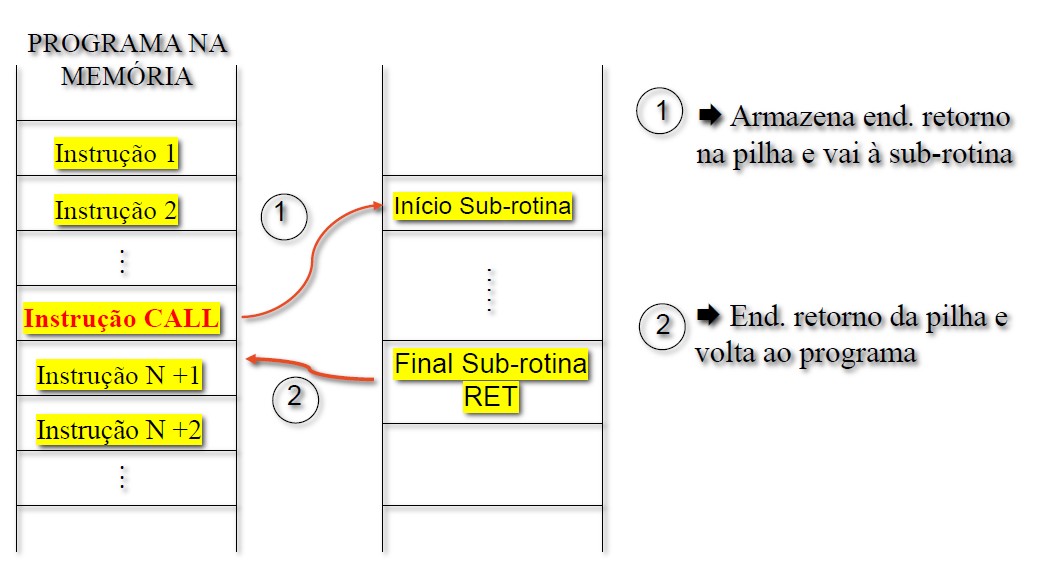 PROGRAMA NA
MEMÓRIA
Instrução 1
Instrução 2
⋮
Instrução CALL
Instrução N +1
Instrução N +2
⋮
1
2
Início Sub-rotina
Final Sub-rotina
RET
1 🡆 Armazena end. retorno
na pilha e vai à sub-rotina
2 🡆 End. retorno da pilha e
volta ao programa